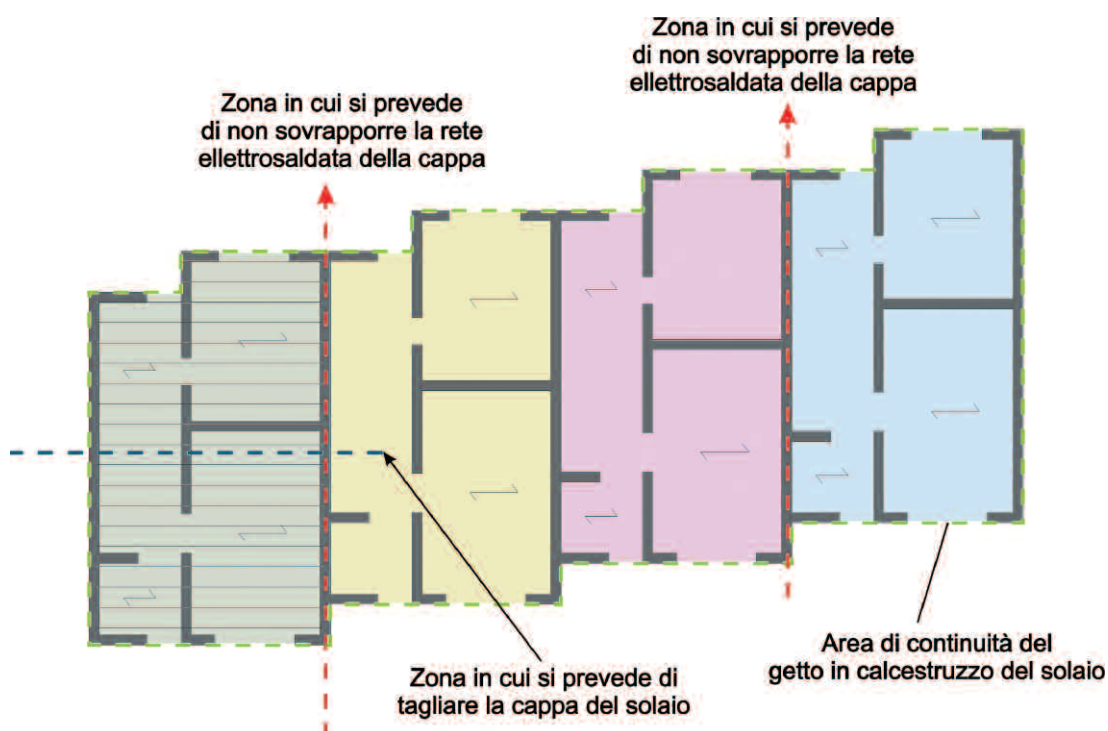 Zona in cui si prevede
di non sovrapporre la rete
ellettrosaldata della cappa
Zona in cui si prevede
di non sovrapporre la rete
ellettrosaldata della cappa
Zona in cui si prevede di
tagliare la cappa del solaio
Area di continuità del
getto in calcestruzzo del solaio